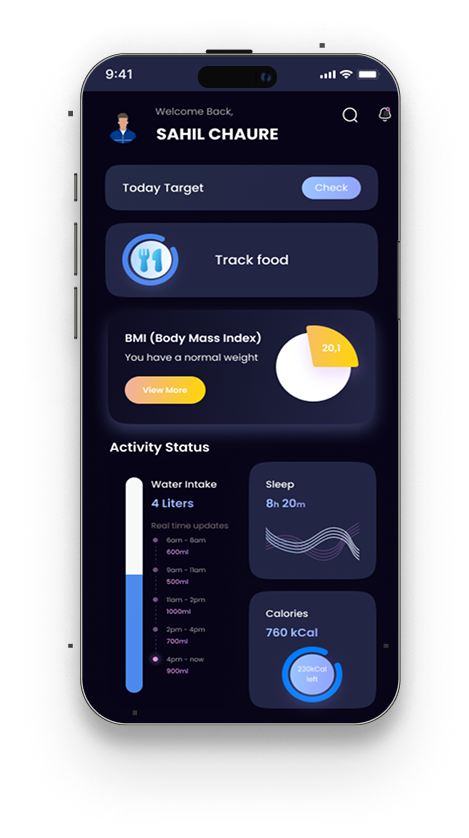 9:41
Welcome Back,
SAHIL CHAURE
Today Target
Check
Track food
BMI (Body Mass Index)
You have a normal weight
20,1
View More
Activity Status
Water Intake
4 Liters
Real time updates
6am - 8am
600ml
9am - 11am
500ml
11am - 2pm
1000ml
2pm - 4pm
700ml
4pm - now
900ml
Sleep
8h 20m
Calories
760 kCal
230kCal
left